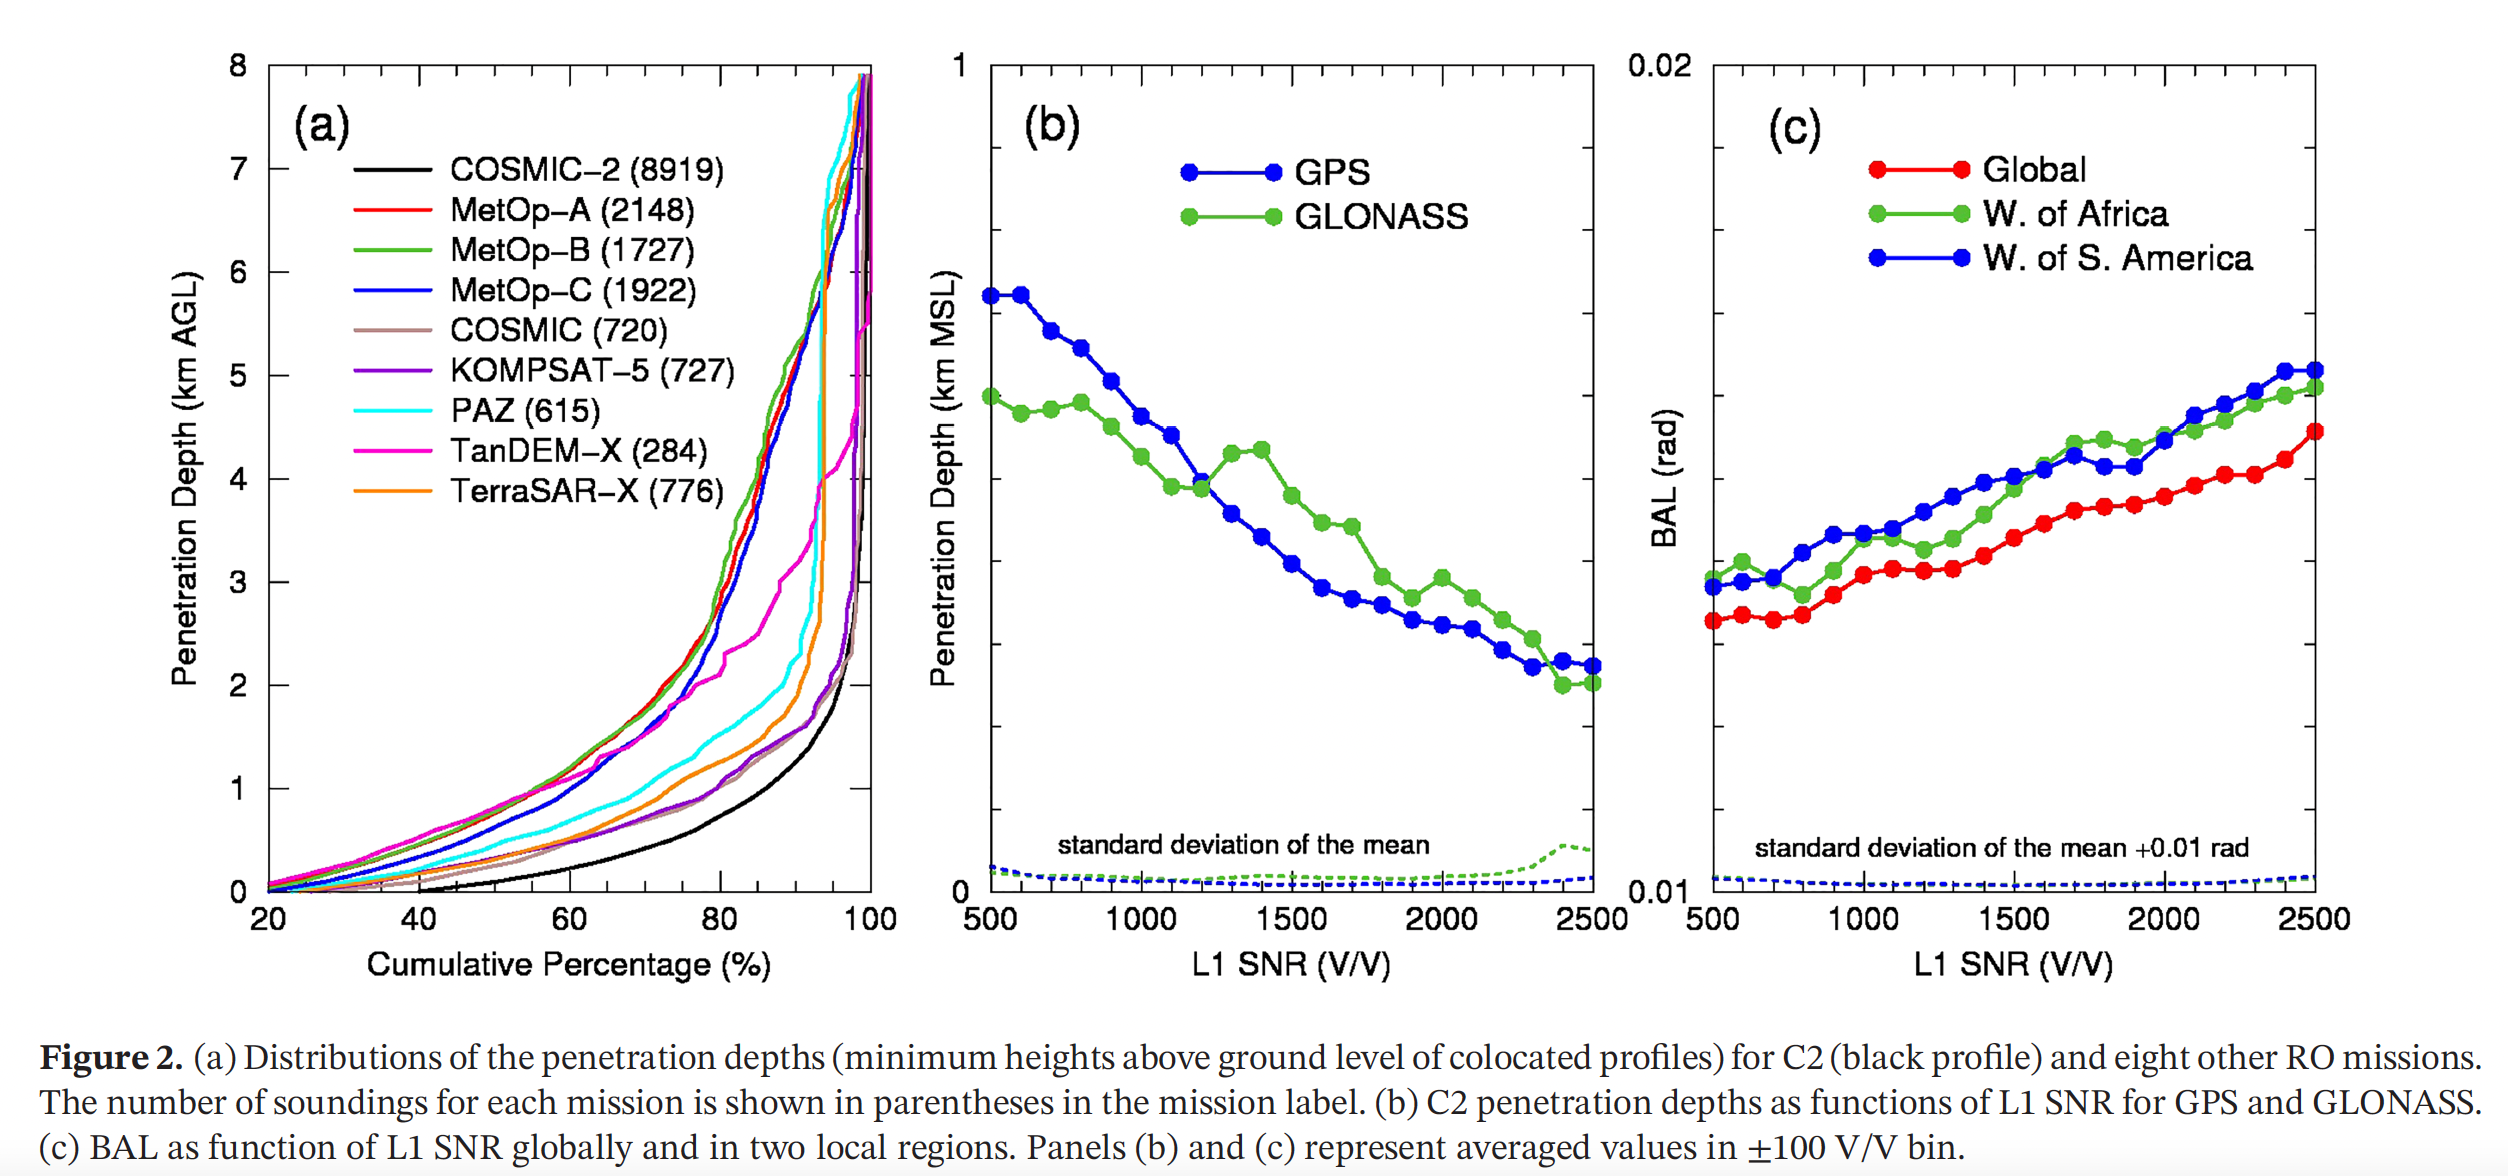 (a)
COSMIC-2 (8919)
MetOp-A (2148)
MetOp-B (1727)
MetOp-C (1922)
COSMIC (720)
KOMPSAT-5 (727)
PAZ (615)
TanDEM-X (284)
TerraSAR-X (776)
Penetration Depth (km AGL)
8
7
6
5
4
3
2
1
0
20 40 60 80 100
Cumulative Percentage (%)
(b)
GPS
GLONASS
Penetration Depth (km MSL)
1
0
standard deviation of the mean
500 1000 1500 2000 2500
L1 SNR (V/V)
(c)
Global
W. of Africa
W. of S. America
BAL (rad)
0.02
0.01
standard deviation of the mean +0.01 rad
500 1000 1500 2000 2500
L1 SNR (V/V)
Figure 2. (a) Distributions of the penetration depths (minimum heights above ground level of colocated profiles) for C2 (black profile) and eight other RO missions.
The number of soundings for each mission is shown in parentheses in the mission label. (b) C2 penetration depths as functions of L1 SNR for GPS and GLONASS.
(c) BAL as function of L1 SNR globally and in two local regions. Panels (b) and (c) represent averaged values in ±100 V/V bin.